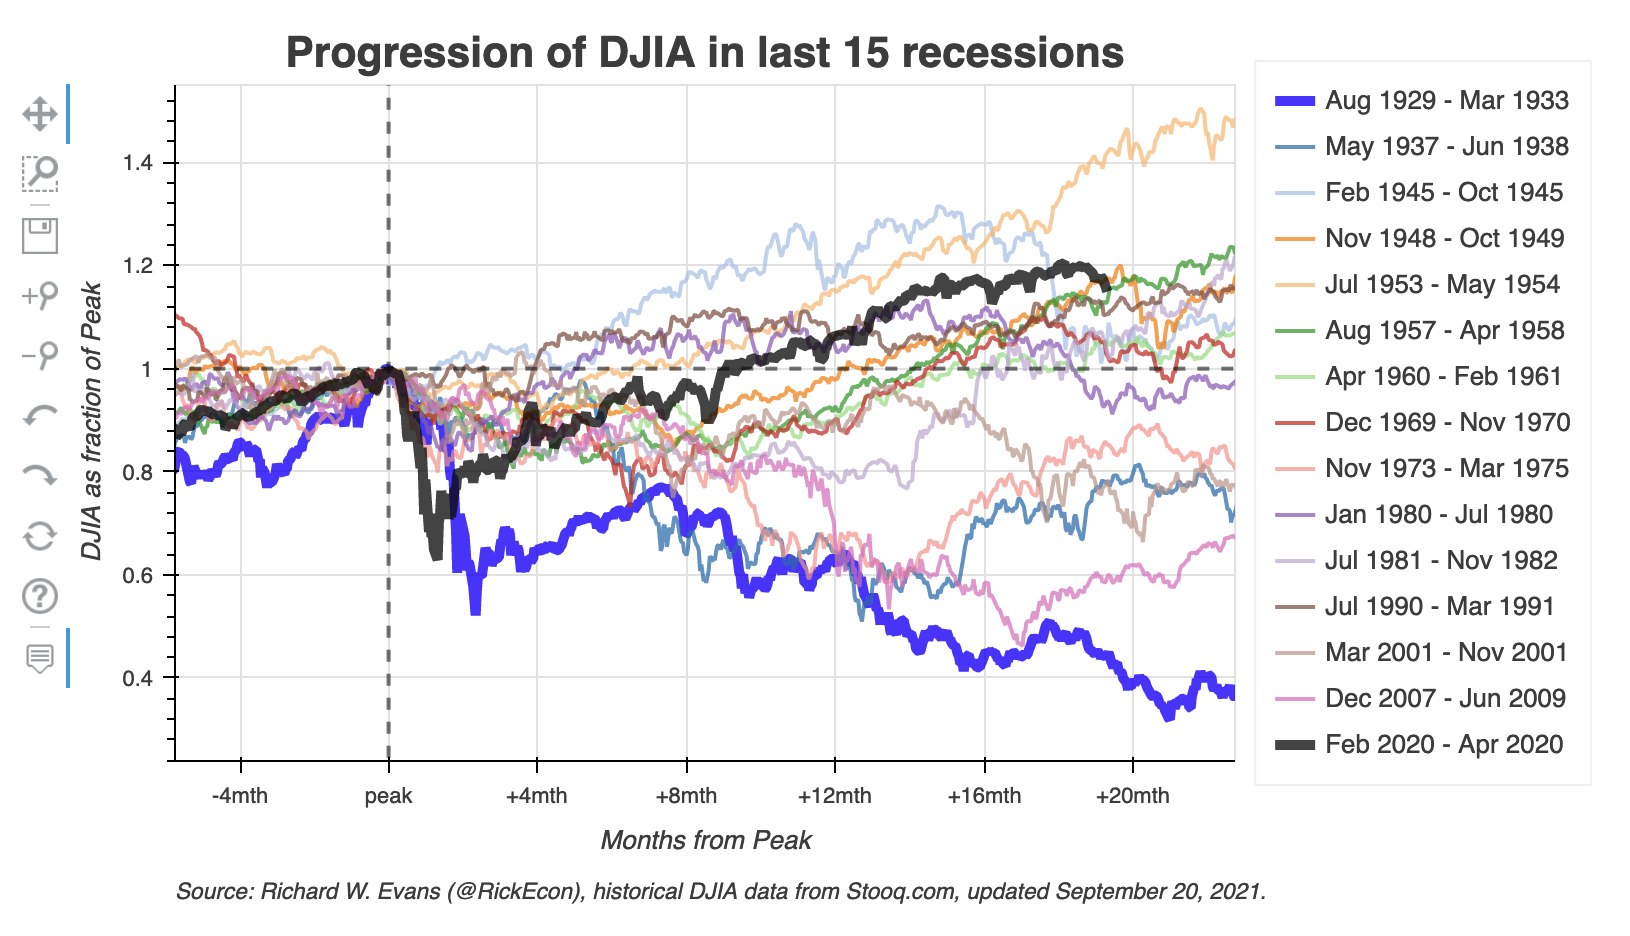 Progression of DJIA in last 15 recessions
DJIA as fraction of Peak
1.4
1.2
1
0.8
0.6
0.4
-4mth
peak
+4mth
+8mth
+12mth
+16mth
+20mth
Months from Peak
Aug 1929 - Mar 1933
May 1937 - Jun 1938
Feb 1945 - Oct 1945
Nov 1948 - Oct 1949
Jul 1953 - May 1954
Aug 1957 - Apr 1958
Apr 1960 - Feb 1961
Dec 1969 - Nov 1970
Nov 1973 - Mar 1975
Jan 1980 - Jul 1980
Jul 1981 - Nov 1982
Jul 1990 - Mar 1991
Mar 2001 - Nov 2001
Dec 2007 - Jun 2009
Feb 2020 - Apr 2020
Source: Richard W. Evans (@RickEcon), historical DJIA data from Stooq.com, updated September 20, 2021.